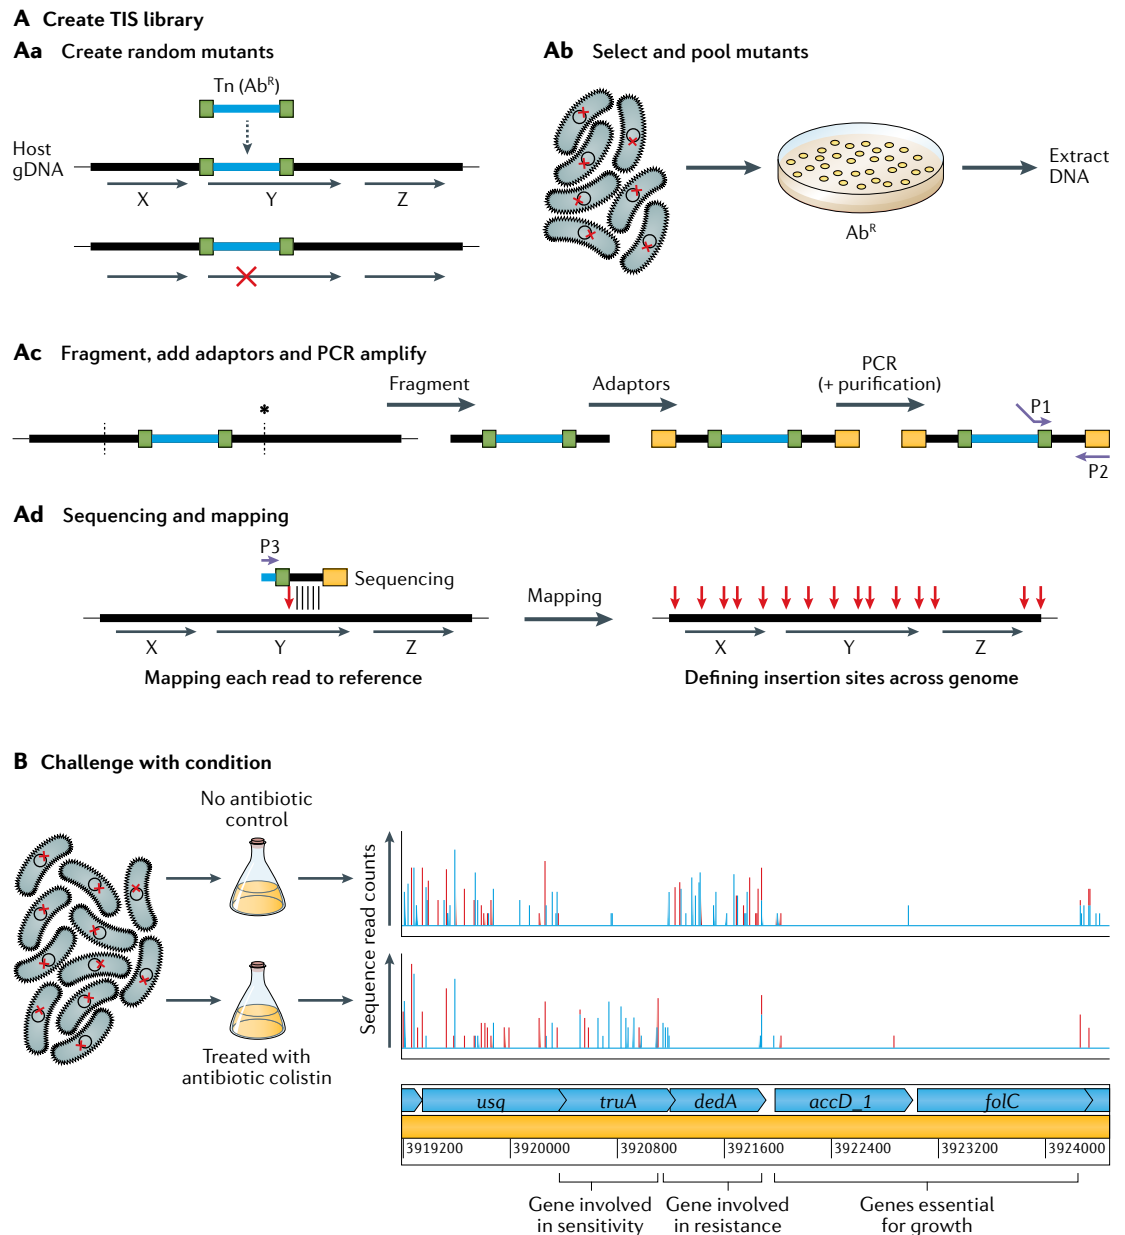 A Create TIS library
Aa Create random mutants
Tn (Abᴿ)
Host
gDNA
X Y Z
Ab Select and pool mutants
Abᴿ
Extract
DNA
Ac Fragment, add adaptors and PCR amplify
*
Fragment
Adaptors
PCR
(+ purification)
P1
P2
Ad Sequencing and mapping
P3
Sequencing
X Y Z
Mapping each read to reference
Mapping
X Y Z
Defining insertion sites across genome
B Challenge with condition
No antibiotic
control
Treated with
antibiotic colistin
Sequence read counts
usq truA dedA accD_1 folC
3919200 3920000 3920800 3921600 3922400 3923200 3924000
Gene involved
in sensitivity
Gene involved
in resistance
Genes essential
for growth